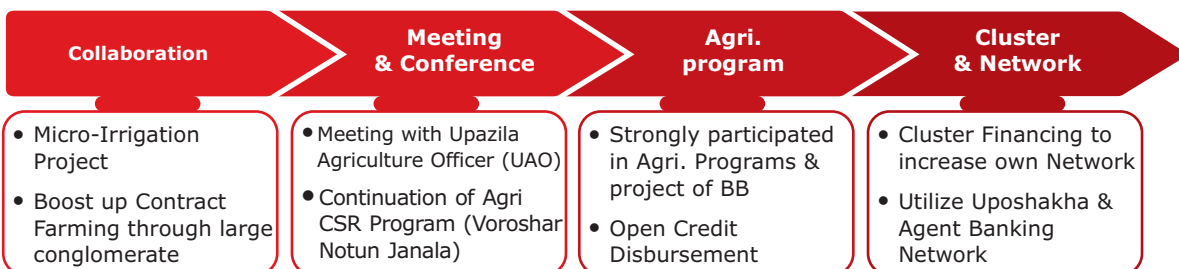 Collaboration
Meeting
& Conference
Agri.
program
Cluster
& Network
• Micro-Irrigation
Project
• Boost up Contract
Farming through large
conglomerate
• Meeting with Upazila
Agriculture Officer (UAO)
• Continuation of Agri
CSR Program (Voroshar
Notun Janala)
• Strongly participated
in Agri. Programs &
project of BB
• Open Credit
Disbursement
• Cluster Financing to
increase own Network
• Utilize Uposhakha &
Agent Banking
Network